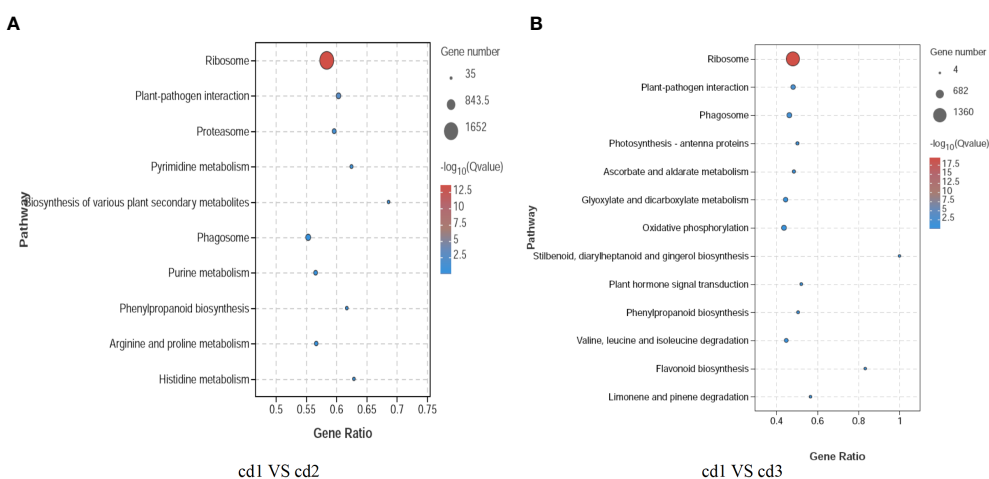 A
Ribosome
Plant-pathogen interaction
Proteasome
Pyrimidine metabolism
Biosynthesis of various plant secondary metabolites
Phagosome
Purine metabolism
Phenylpropanoid biosynthesis
Arginine and proline metabolism
Histidine metabolism
Pathway
0.5 0.55 0.6 0.65 0.7 0.75
Gene Ratio
Gene number
35
843.5
1652
-log10(Qvalue)
12.5
10
7.5
5
2.5
cd1 VS cd2
B
Ribosome
Plant-pathogen interaction
Phagosome
Photosynthesis - antenna proteins
Ascorbate and aldarate metabolism
Glyoxylate and dicarboxylate metabolism
Oxidative phosphorylation
Stilbenoid, diarylheptanoid and gingerol biosynthesis
Plant hormone signal transduction
Phenylpropanoid biosynthesis
Valine, leucine and isoleucine degradation
Flavonoid biosynthesis
Limonene and pinene degradation
Pathway
0.4 0.6 0.8 1
Gene Ratio
Gene number
4
682
1360
-log10(Qvalue)
17.5
15
12.5
10
7.5
5
2.5
cd1 VS cd3